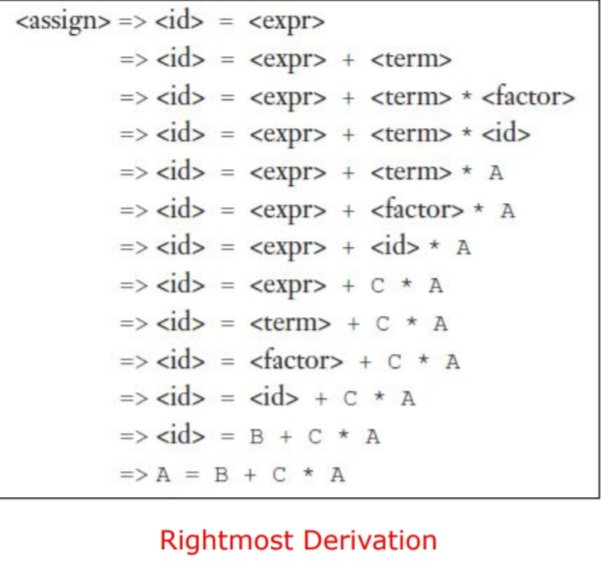 <assign> => <id> = <expr>
=> <id> = <expr> + <term>
=> <id> = <expr> + <term> * <factor>
=> <id> = <expr> + <term> * <id>
=> <id> = <expr> + <term> * A
=> <id> = <expr> + <factor> * A
=> <id> = <expr> + <id> * A
=> <id> = <expr> + C * A
=> <id> = <term> + C * A
=> <id> = <factor> + C * A
=> <id> = <id> + C * A
=> <id> = B + C * A
=> A = B + C * A
Rightmost Derivation